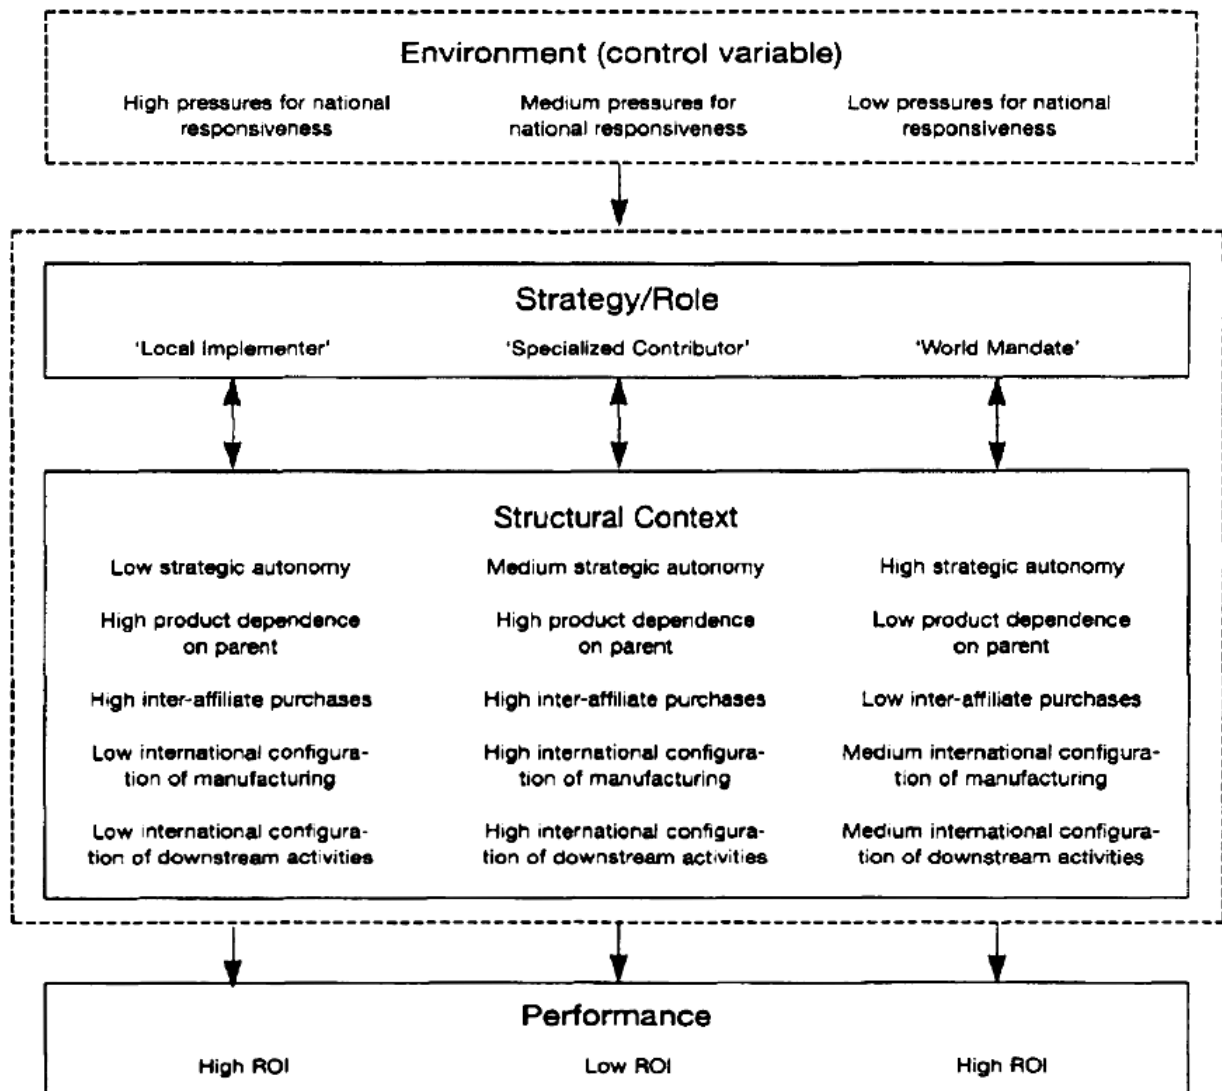 Environment (control variable)
High pressures for national responsiveness
Medium pressures for national responsiveness
Low pressures for national responsiveness
Strategy/Role
'Local Implementer'
'Specialized Contributor'
'World Mandate'
Structural Context
Low strategic autonomy
Medium strategic autonomy
High strategic autonomy
High product dependence
on parent
High product dependence
on parent
Low product dependence
on parent
High inter-affiliate purchases
High inter-affiliate purchases
Low inter-affiliate purchases
Low international configura-
tion of manufacturing
High international configura-
tion of manufacturing
Medium international configura-
tion of manufacturing
Low international configura-
tion of downstream activities
High international configura-
tion of downstream activities
Medium international configura-
tion of downstream activities
Performance
High ROI
Low ROI
High ROI